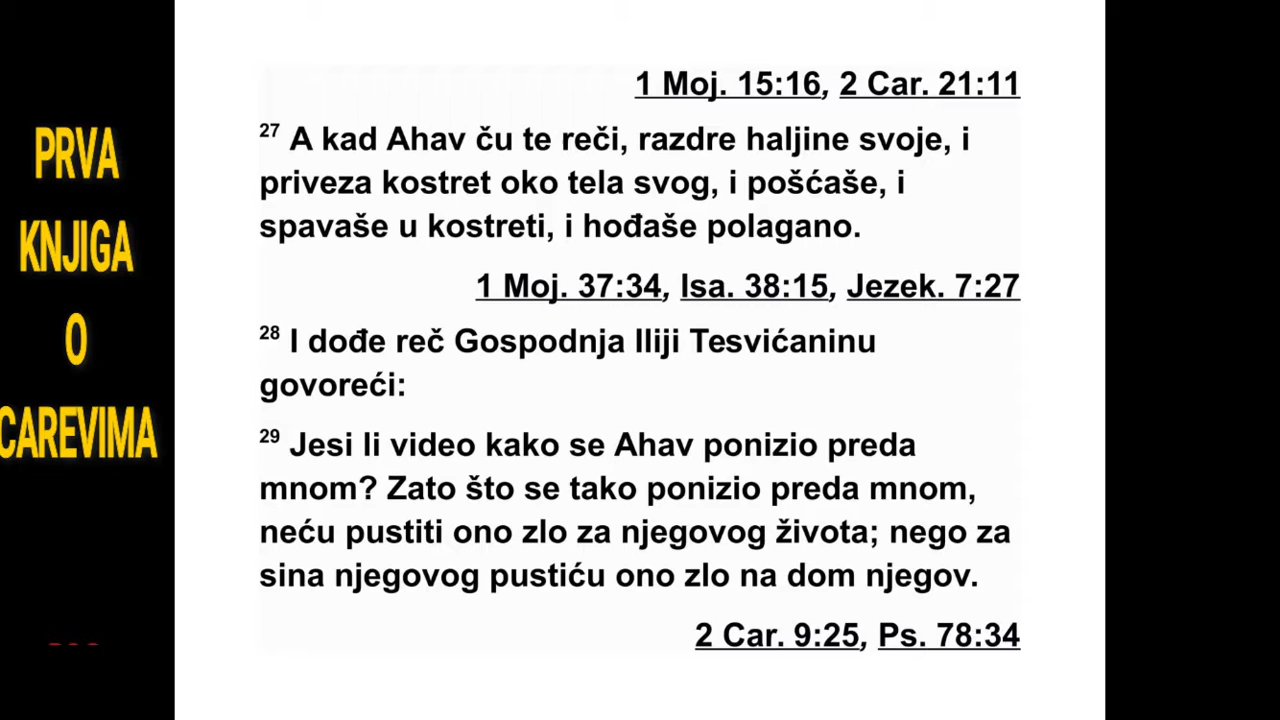 PRVA
KNJIGA
O
CAREVIMA
1 Moj. 15:16, 2 Car. 21:11
27 A kad Ahav ču te reči, razdre haljine svoje, i
priveza kostret oko tela svog, i pošćaše, i
spavaše u kostreti, i hođaše polagano.
1 Moj. 37:34, Isa. 38:15, Jezek. 7:27
28 I dođe reč Gospodnja Iliji Tesvićaninu
govoreći:
29 Jesi li video kako se Ahav ponizio preda
mnom? Zato što se tako ponizio preda mnom,
neću pustiti ono zlo za njegovog života; nego za
sina njegovog pustiću ono zlo na dom njegov.
2 Car. 9:25, Ps. 78:34